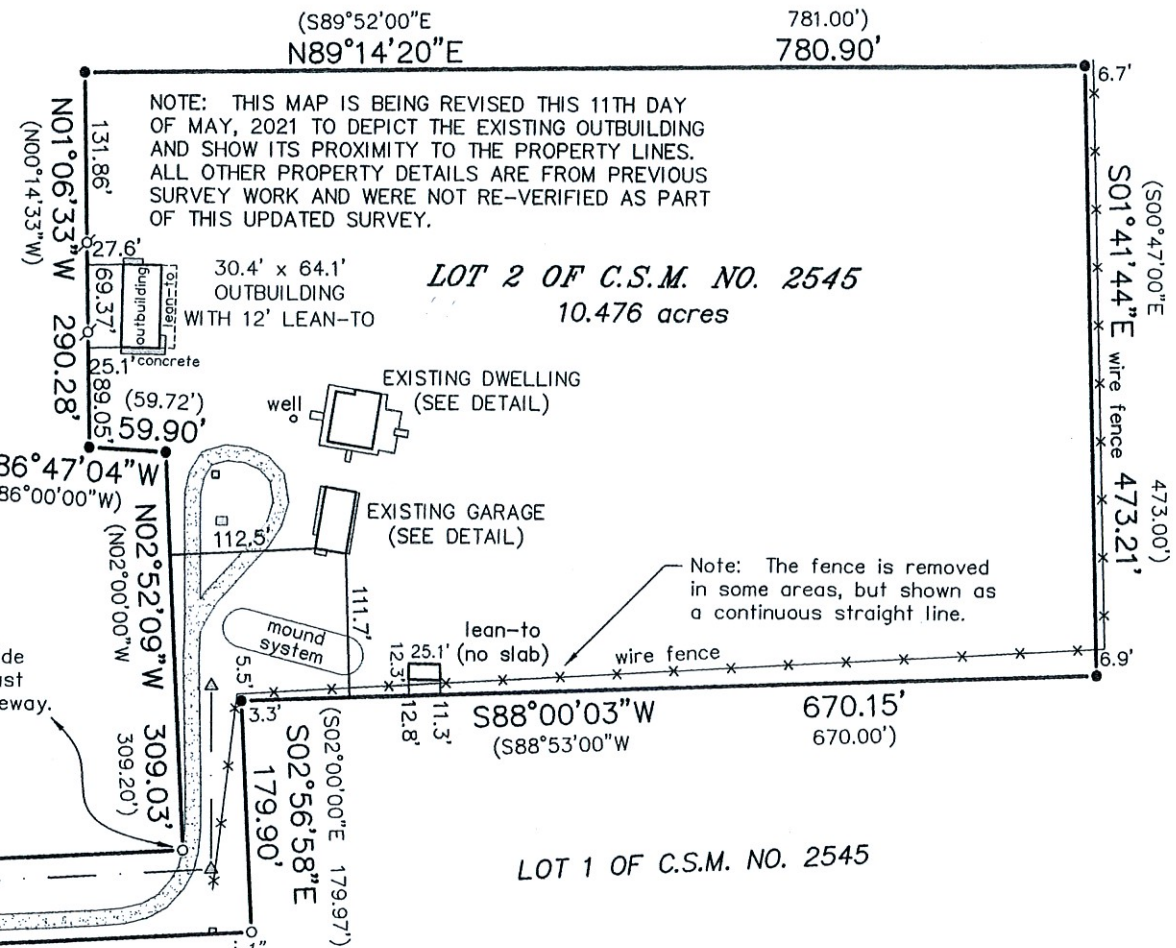 (S89°52'00"E 781.00')
N89°14'20"E 780.90'
6.7'
NOTE: THIS MAP IS BEING REVISED THIS 11TH DAY
OF MAY, 2021 TO DEPICT THE EXISTING OUTBUILDING
AND SHOW ITS PROXIMITY TO THE PROPERTY LINES.
ALL OTHER PROPERTY DETAILS ARE FROM PREVIOUS
SURVEY WORK AND WERE NOT RE-VERIFIED AS PART
OF THIS UPDATED SURVEY.
N01°06'33"W 290.28'
(N00°14'33"W)
131.86'
27.6'
69.37'
outbuilding
lean-to
25.1'
concrete
89.05'
30.4' x 64.1'
OUTBUILDING
WITH 12' LEAN-TO
LOT 2 OF C.S.M. NO. 2545
10.476 acres
(S00°47'00"E 473.00')
S01°41'44"E wire fence 473.21'
(59.72')
59.90'
86°47'04"W
86°00'00"W)
well
EXISTING DWELLING
(SEE DETAIL)
EXISTING GARAGE
(SEE DETAIL)
112.5'
111.7'
N02°52'09"W 309.03'
(N02°00'00"W 309.20')
mound
system
Note: The fence is removed
in some areas, but shown as
a continuous straight line.
lean-to
(no slab)
25.1'
12.3'
wire fence
6.9'
5.5'
3.3'
12.8'
11.3'
S88°00'03"W 670.15'
(S88°53'00"W 670.00')
de
ust
eway.
S02°56'58"E
179.90'
(S02°00'00"E 179.97')
LOT 1 OF C.S.M. NO. 2545
1"